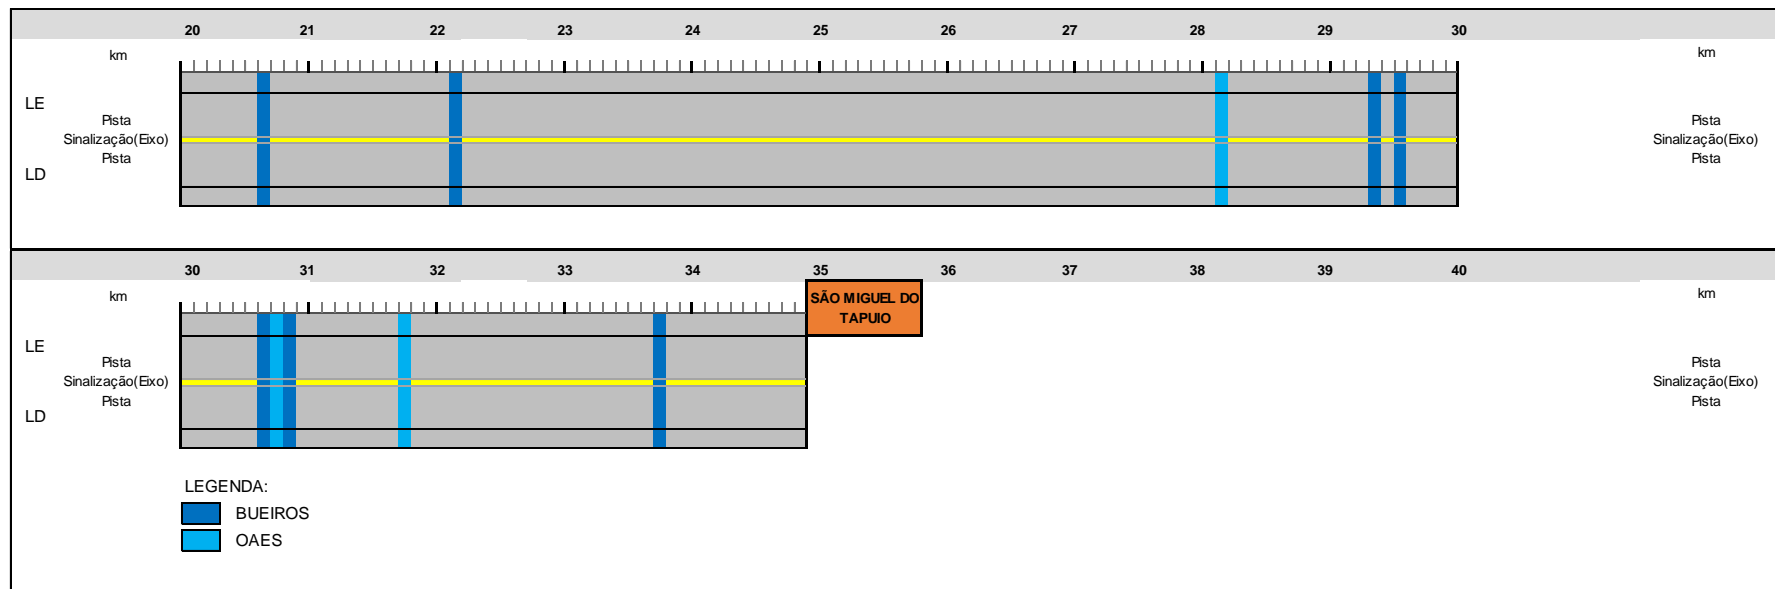 20 21 22 23 24 25 26 27 28 29 30
km km
LE
Pista Pista
Sinalização(Eixo) Sinalização(Eixo)
Pista Pista
LD
30 31 32 33 34 35 36 37 38 39 40
km km
SÃO MIGUEL DO
TAPUIO
LE
Pista Pista
Sinalização(Eixo) Sinalização(Eixo)
Pista Pista
LD
LEGENDA:
BUEIROS
OAES